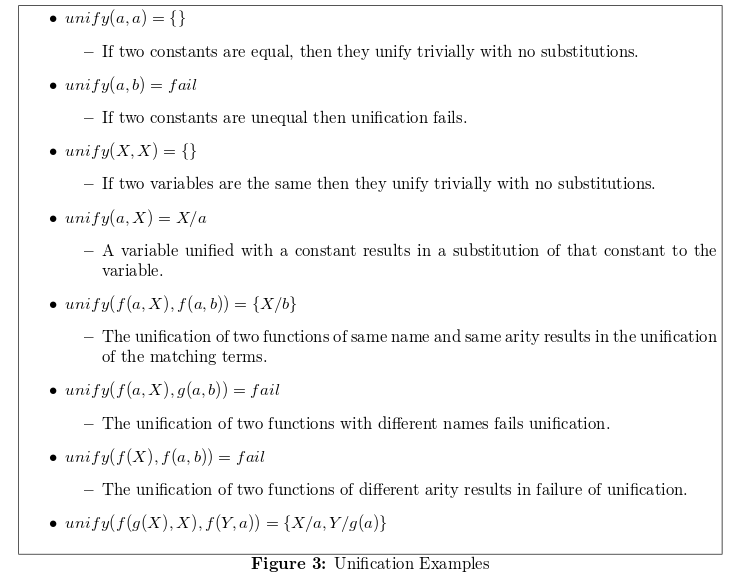 • unify(a, a) = {}
– If two constants are equal, then they unify trivially with no substitutions.
• unify(a, b) = fail
– If two constants are unequal then unification fails.
• unify(X, X) = {}
– If two variables are the same then they unify trivially with no substitutions.
• unify(a, X) = X/a
– A variable unified with a constant results in a substitution of that constant to the
variable.
• unify(f(a, X), f(a, b)) = {X/b}
– The unification of two functions of same name and same arity results in the unification
of the matching terms.
• unify(f(a, X), g(a, b)) = fail
– The unification of two functions with different names fails unification.
• unify(f(X), f(a, b)) = fail
– The unification of two functions of different arity results in failure of unification.
• unify(f(g(X), X), f(Y, a)) = {X/a, Y/g(a)}
Figure 3: Unification Examples